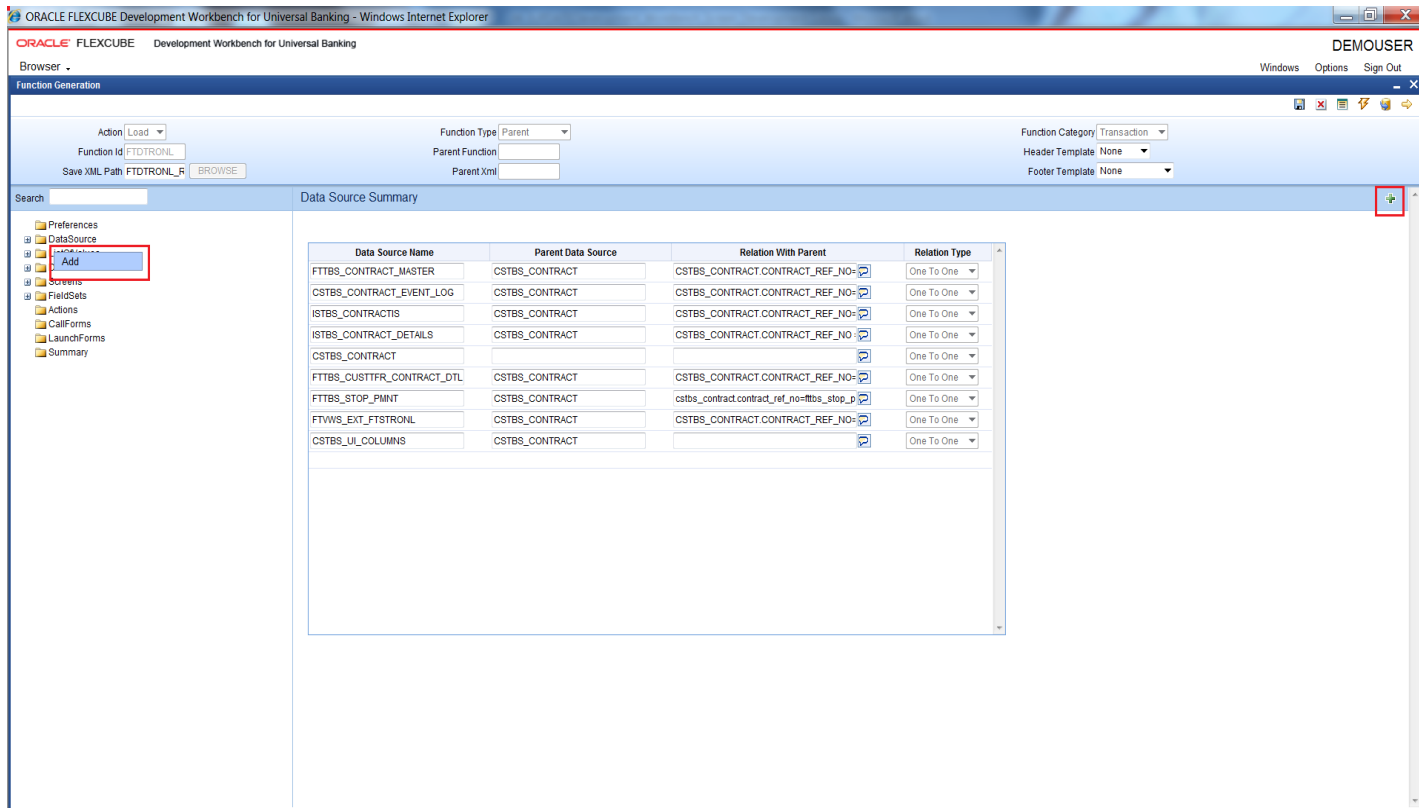 ORACLE FLEXCUBE Development Workbench for Universal Banking - Windows Internet Explorer
ORACLE FLEXCUBE Development Workbench for Universal Banking
DEMOUSER
Browser
Windows Options Sign Out
Function Generation
Action Load
Function Type Parent
Function Category Transaction
Function Id FTDTRONL
Parent Function
Header Template None
Save XML Path FTDTRONL_R BROWSE
Parent Xml
Footer Template None
Search
Data Source Summary
Preferences
DataSource
Add
Screens
FieldSets
Actions
CallForms
LaunchForms
Summary
Data Source Name Parent Data Source Relation With Parent Relation Type
FTTBS_CONTRACT_MASTER CSTBS_CONTRACT CSTBS_CONTRACT.CONTRACT_REF_NO= One To One
CSTBS_CONTRACT_EVENT_LOG CSTBS_CONTRACT CSTBS_CONTRACT.CONTRACT_REF_NO= One To One
ISTBS_CONTRACTIS CSTBS_CONTRACT CSTBS_CONTRACT.CONTRACT_REF_NO= One To One
ISTBS_CONTRACT_DETAILS CSTBS_CONTRACT CSTBS_CONTRACT.CONTRACT_REF_NO = One To One
CSTBS_CONTRACT One To One
FTTBS_CUSTTFR_CONTRACT_DTL CSTBS_CONTRACT CSTBS_CONTRACT.CONTRACT_REF_NO= One To One
FTTBS_STOP_PMNT CSTBS_CONTRACT cstbs_contract.contract_ref_no=fttbs_stop_p One To One
FTVWS_EXT_FTSTRONL CSTBS_CONTRACT CSTBS_CONTRACT.CONTRACT_REF_NO= One To One
CSTBS_UI_COLUMNS CSTBS_CONTRACT One To One